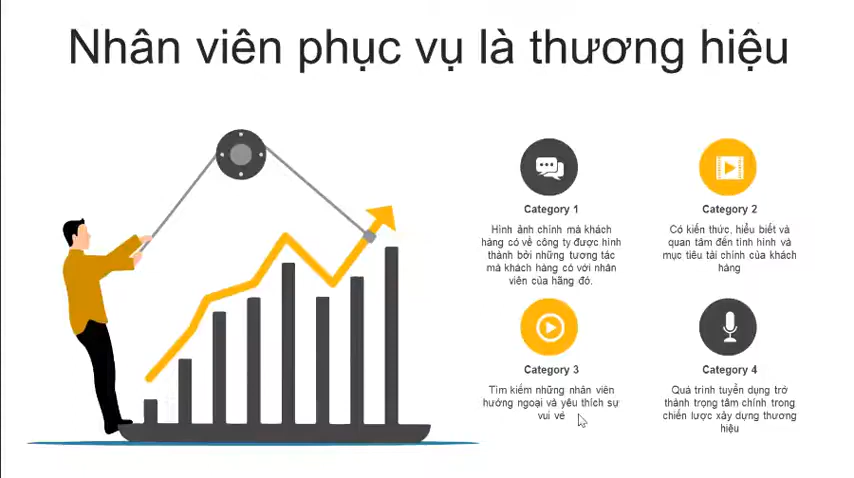 Nhân viên phục vụ là thương hiệu
Category 1
Hình ảnh chính mà khách
hàng có về công ty được hình
thành bởi những tương tác
mà khách hàng có với nhân
viên của hãng đó.
Category 2
Có kiến thức, hiểu biết và
quan tâm đến tình hình và
mục tiêu tài chính của khách
hàng
Category 3
Tìm kiếm những nhân viên
hướng ngoại và yêu thích sự
vui vẻ
Category 4
Quá trình tuyển dụng trở
thành trọng tâm chính trong
chiến lược xây dựng thương
hiệu